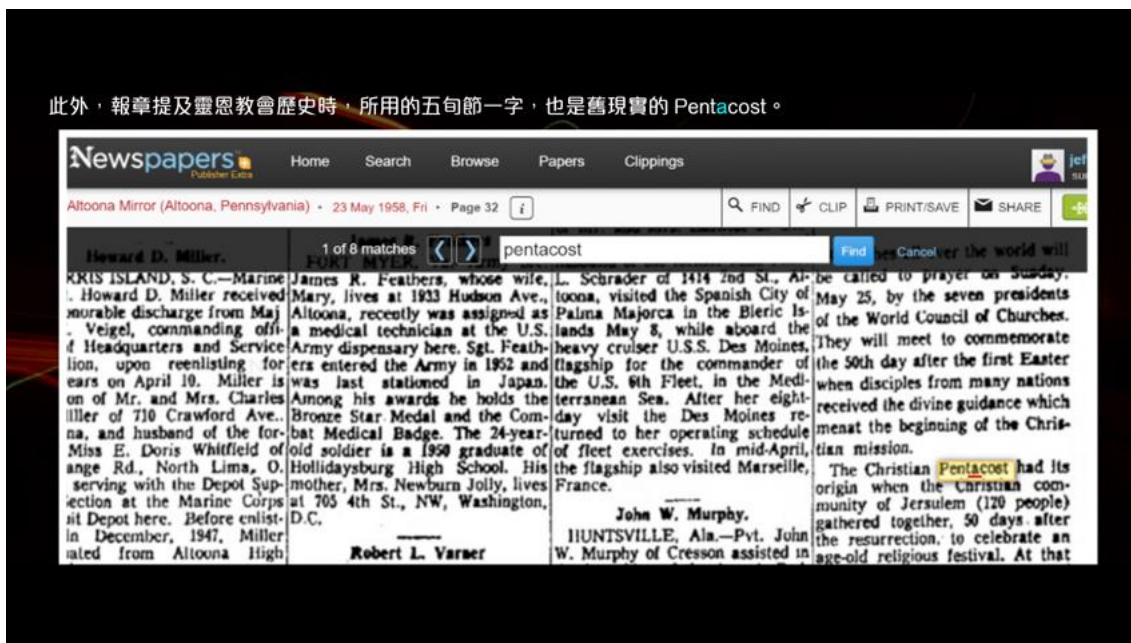 此外，報章提及靈恩教會歷史時，所用的五旬節一字，也是舊現實的 Pentacost。
Newspapers
Publisher Extra
Home Search Browse Papers Clippings
jef
Altoona Mirror (Altoona, Pennsylvania) • 23 May 1958, Fri • Page 32 i
FIND CLIP PRINT/SAVE SHARE
1 of 8 matches pentacost Find Cancel
Howard D. Miller.
RRIS ISLAND, S. C.—Marine
. Howard D. Miller received
onorable discharge from Maj
. Veigel, commanding offi-
f Headquarters and Service
lion, upon reenlisting for
ears on April 10. Miller is
on of Mr. and Mrs. Charles
iller of 710 Crawford Ave.,
na, and husband of the for-
Miss E. Doris Whitfield of
ange Rd., North Lima, O.
serving with the Depot Sup-
ection at the Marine Corps
it Depot here. Before enlist-
in December, 1947, Miller
ated from Altoona High
FORT MYER,
James R. Feathers, whose wife,
Mary, lives at 1933 Hudson Ave.,
Altoona, recently was assigned as
a medical technician at the U.S.
Army dispensary here. Sgt. Feath-
ers entered the Army in 1952 and
was last stationed in Japan.
Among his awards he holds the
Bronze Star Medal and the Com-
bat Medical Badge. The 24-year-
old soldier is a 1950 graduate of
Hollidaysburg High School. His
mother, Mrs. Newburn Jolly, lives
at 705 4th St., NW, Washington,
D.C.
Robert L. Varner
L. Schrader of 1414 2nd St., Al-
toona, visited the Spanish City of
Palma Majorca in the Bleric Is-
lands May 8, while aboard the
heavy cruiser U.S.S. Des Moines,
flagship for the commander of
the U.S. 6th Fleet, in the Medi-
terranean Sea. After her eight-
day visit the Des Moines re-
turned to her operating schedule
of fleet exercises. In mid-April,
the flagship also visited Marseille,
France.
John W. Murphy.
HUNTSVILLE, Ala.—Pvt. John
W. Murphy of Cresson assisted in
over the world will
be called to prayer on Sunday,
May 25, by the seven presidents
of the World Council of Churches.
They will meet to commemorate
the 50th day after the first Easter
when disciples from many nations
received the divine guidance which
menat the beginning of the Chris-
tian mission.
The Christian Pentacost had its
origin when the Christian com-
munity of Jersulem (120 people)
gathered together, 50 days after
the resurrection, to celebrate an
age-old religious festival. At that